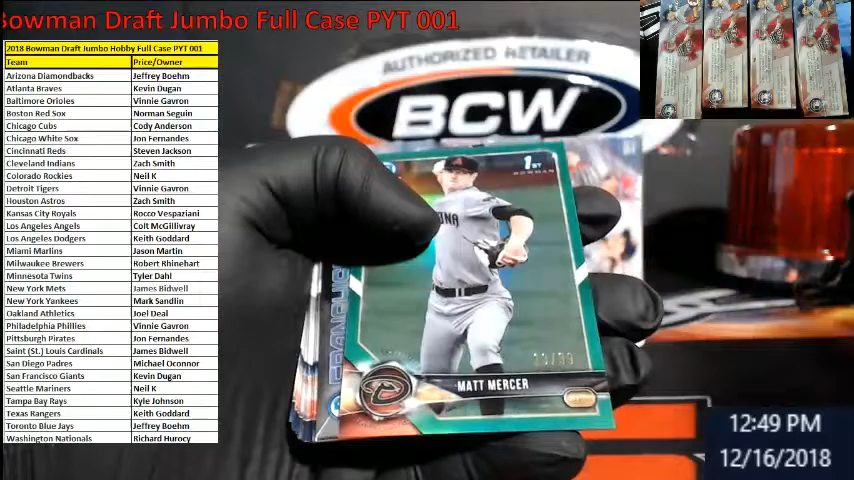 Bowman Draft Jumbo Full Case PYT 001
2018 Bowman Draft Jumbo Hobby Full Case PYT 001
Team Price/Owner
Arizona Diamondbacks Jeffrey Boehm
Atlanta Braves Kevin Dugan
Baltimore Orioles Vinnie Gavron
Boston Red Sox Norman Seguin
Chicago Cubs Cody Anderson
Chicago White Sox Jon Fernandes
Cincinnati Reds Steven Jackson
Cleveland Indians Zach Smith
Colorado Rockies Neil K
Detroit Tigers Vinnie Gavron
Houston Astros Zach Smith
Kansas City Royals Rocco Vespaziani
Los Angeles Angels Colt McGillivray
Los Angeles Dodgers Keith Goddard
Miami Marlins Jason Martin
Milwaukee Brewers Robert Rhinehart
Minnesota Twins Tyler Dahl
New York Mets James Bidwell
New York Yankees Mark Sandlin
Oakland Athletics Joel Deal
Philadelphia Phillies Vinnie Gavron
Pittsburgh Pirates Jon Fernandes
Saint (St.) Louis Cardinals James Bidwell
San Diego Padres Michael Oconnor
San Francisco Giants Kevin Dugan
Seattle Mariners Neil K
Tampa Bay Rays Kyle Johnson
Texas Rangers Keith Goddard
Toronto Blue Jays Jeffrey Boehm
Washington Nationals Richard Hurocy
AUTHORIZED RETAILER
BCW
1ST
BOWMAN
MATT MERCER
12:49 PM
12/16/2018